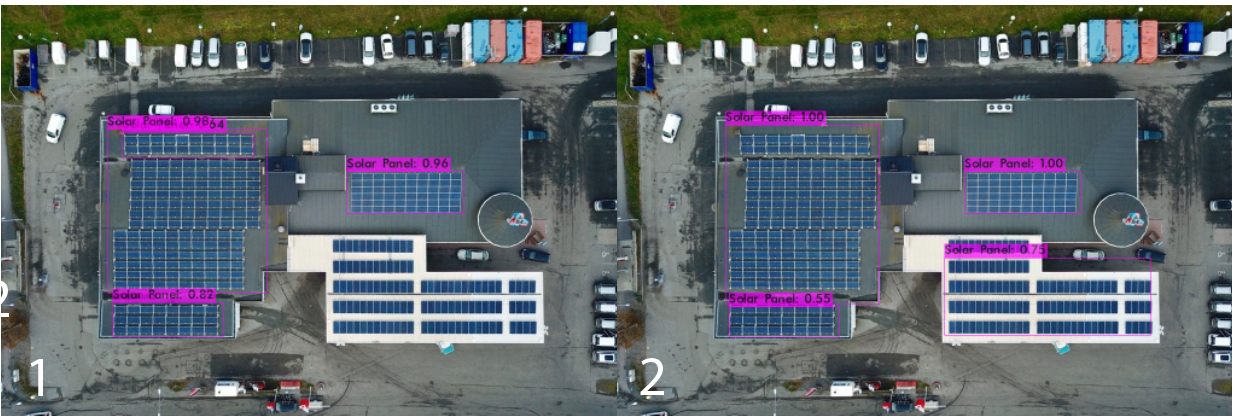 Solar Panel: 0.98
54
Solar Panel: 0.96
Solar Panel: 0.82
2
1
Solar Panel: 1.00
Solar Panel: 1.00
Solar Panel: 0.75
Solar Panel: 0.55
2